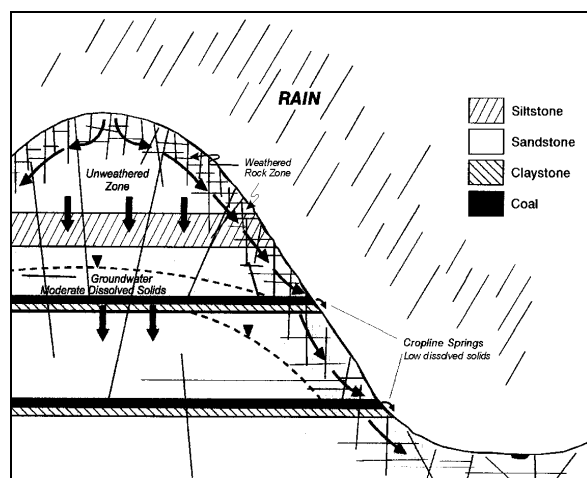 RAIN
Siltstone
Sandstone
Claystone
Coal
Weathered
Rock Zone
Unweathered
Zone
Groundwater
Moderate Dissolved Solids
Cropline Springs
Low dissolved solids